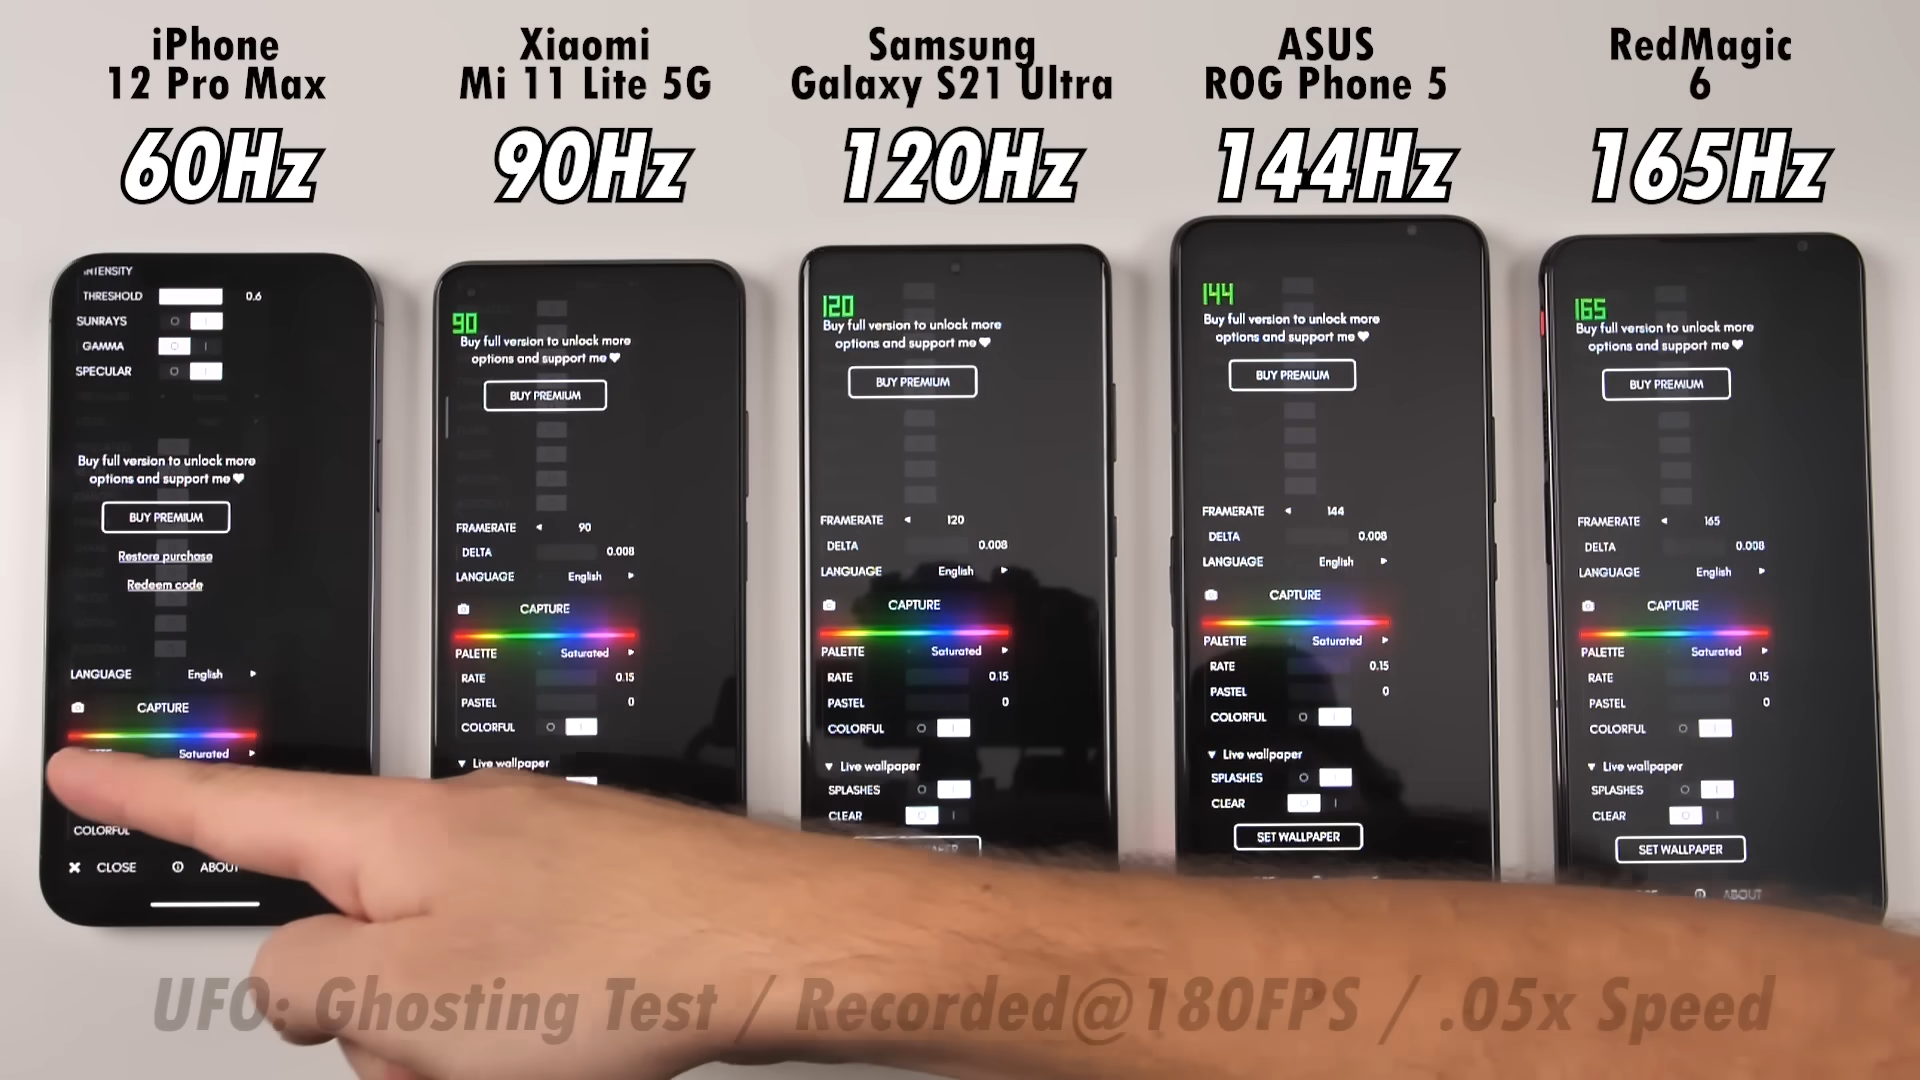 iPhone
12 Pro Max
60Hz
Xiaomi
Mi 11 Lite 5G
90Hz
Samsung
Galaxy S21 Ultra
120Hz
ASUS
ROG Phone 5
144Hz
RedMagic
6
165Hz
INTENSITY
THRESHOLD 0.6
SUNRAYS
GAMMA
SPECULAR
Buy full version to unlock more
options and support me
BUY PREMIUM
Restore purchase
Redeem code
LANGUAGE English
CAPTURE
Saturated
COLORFUL
CLOSE ABOUT
90
Buy full version to unlock more
options and support me
BUY PREMIUM
FRAMERATE 90
DELTA 0.008
LANGUAGE English
CAPTURE
PALETTE Saturated
RATE 0.15
PASTEL 0
COLORFUL
Live wallpaper
120
Buy full version to unlock more
options and support me
BUY PREMIUM
FRAMERATE 120
DELTA 0.008
LANGUAGE English
CAPTURE
PALETTE Saturated
RATE 0.15
PASTEL 0
COLORFUL
Live wallpaper
SPLASHES
CLEAR
144
Buy full version to unlock more
options and support me
BUY PREMIUM
FRAMERATE 144
DELTA 0.008
LANGUAGE English
CAPTURE
PALETTE Saturated
RATE 0.15
PASTEL 0
COLORFUL
Live wallpaper
SPLASHES
CLEAR
SET WALLPAPER
165
Buy full version to unlock more
options and support me
BUY PREMIUM
FRAMERATE 165
DELTA 0.008
LANGUAGE English
CAPTURE
PALETTE Saturated
RATE 0.15
PASTEL 0
COLORFUL
Live wallpaper
SPLASHES
CLEAR
SET WALLPAPER
ABOUT
UFO: Ghosting Test / Recorded@180FPS / .05x Speed